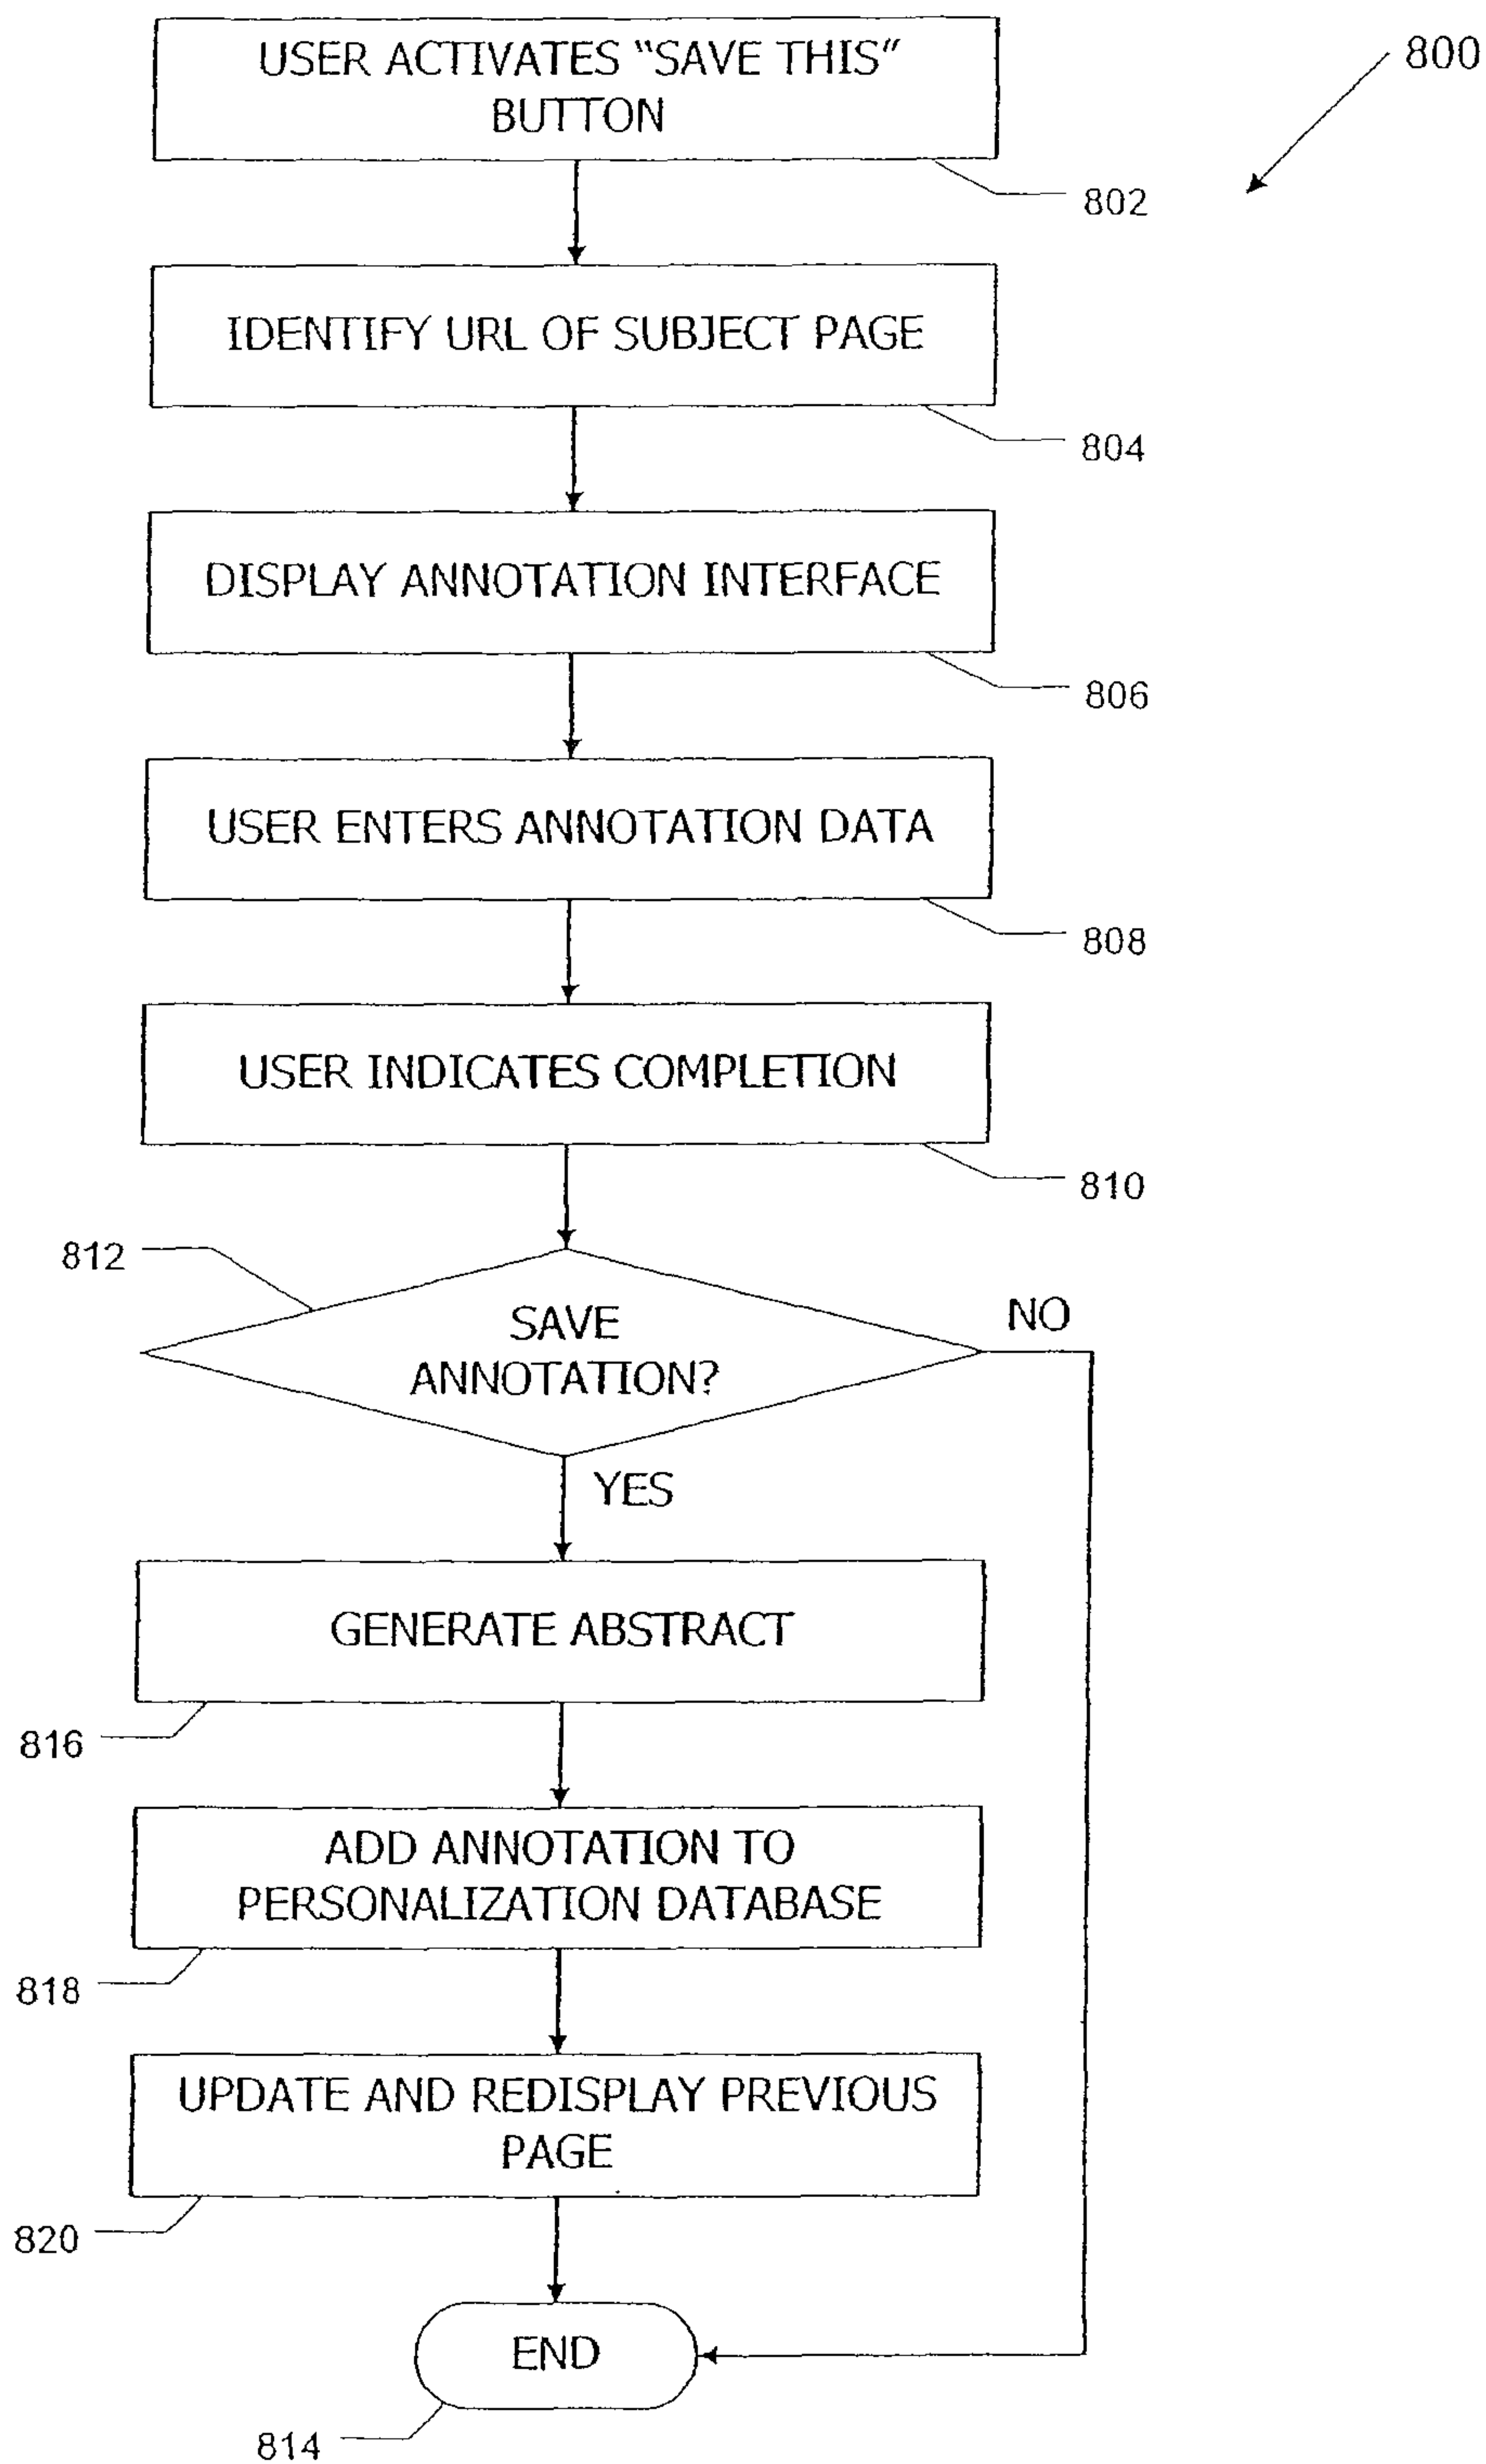 USER ACTIVATES “SAVE THIS”
BUTTON
800
802
IDENTIFY URL OF SUBJECT PAGE
804
DISPLAY ANNOTATION INTERFACE
806
USER ENTERS ANNOTATION DATA
808
USER INDICATES COMPLETION
810
812
SAVE
ANNOTATION?
NO
YES
GENERATE ABSTRACT
816
ADD ANNOTATION TO
PERSONALIZATION DATABASE
818
UPDATE AND REDISPLAY PREVIOUS
PAGE
820
END
814